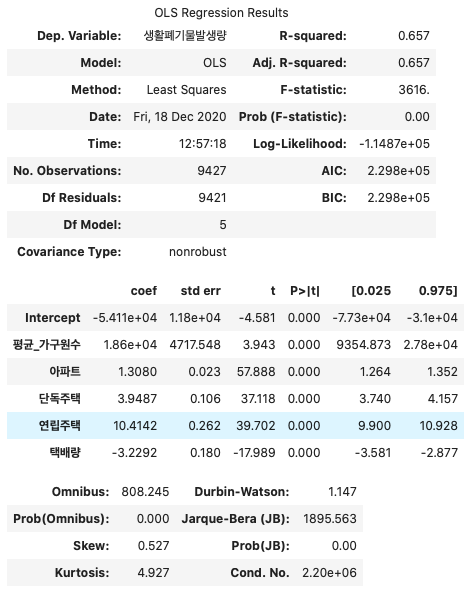 OLS Regression Results
Dep. Variable: 생활폐기물발생량 R-squared: 0.657
Model: OLS Adj. R-squared: 0.657
Method: Least Squares F-statistic: 3616.
Date: Fri, 18 Dec 2020 Prob (F-statistic): 0.00
Time: 12:57:18 Log-Likelihood: -1.1487e+05
No. Observations: 9427 AIC: 2.298e+05
Df Residuals: 9421 BIC: 2.298e+05
Df Model: 5
Covariance Type: nonrobust
coef std err t P>|t| [0.025 0.975]
Intercept -5.411e+04 1.18e+04 -4.581 0.000 -7.73e+04 -3.1e+04
평균_가구원수 1.86e+04 4717.548 3.943 0.000 9354.873 2.78e+04
아파트 1.3080 0.023 57.888 0.000 1.264 1.352
단독주택 3.9487 0.106 37.118 0.000 3.740 4.157
연립주택 10.4142 0.262 39.702 0.000 9.900 10.928
택배량 -3.2292 0.180 -17.989 0.000 -3.581 -2.877
Omnibus: 808.245 Durbin-Watson: 1.147
Prob(Omnibus): 0.000 Jarque-Bera (JB): 1895.563
Skew: 0.527 Prob(JB): 0.00
Kurtosis: 4.927 Cond. No. 2.20e+06